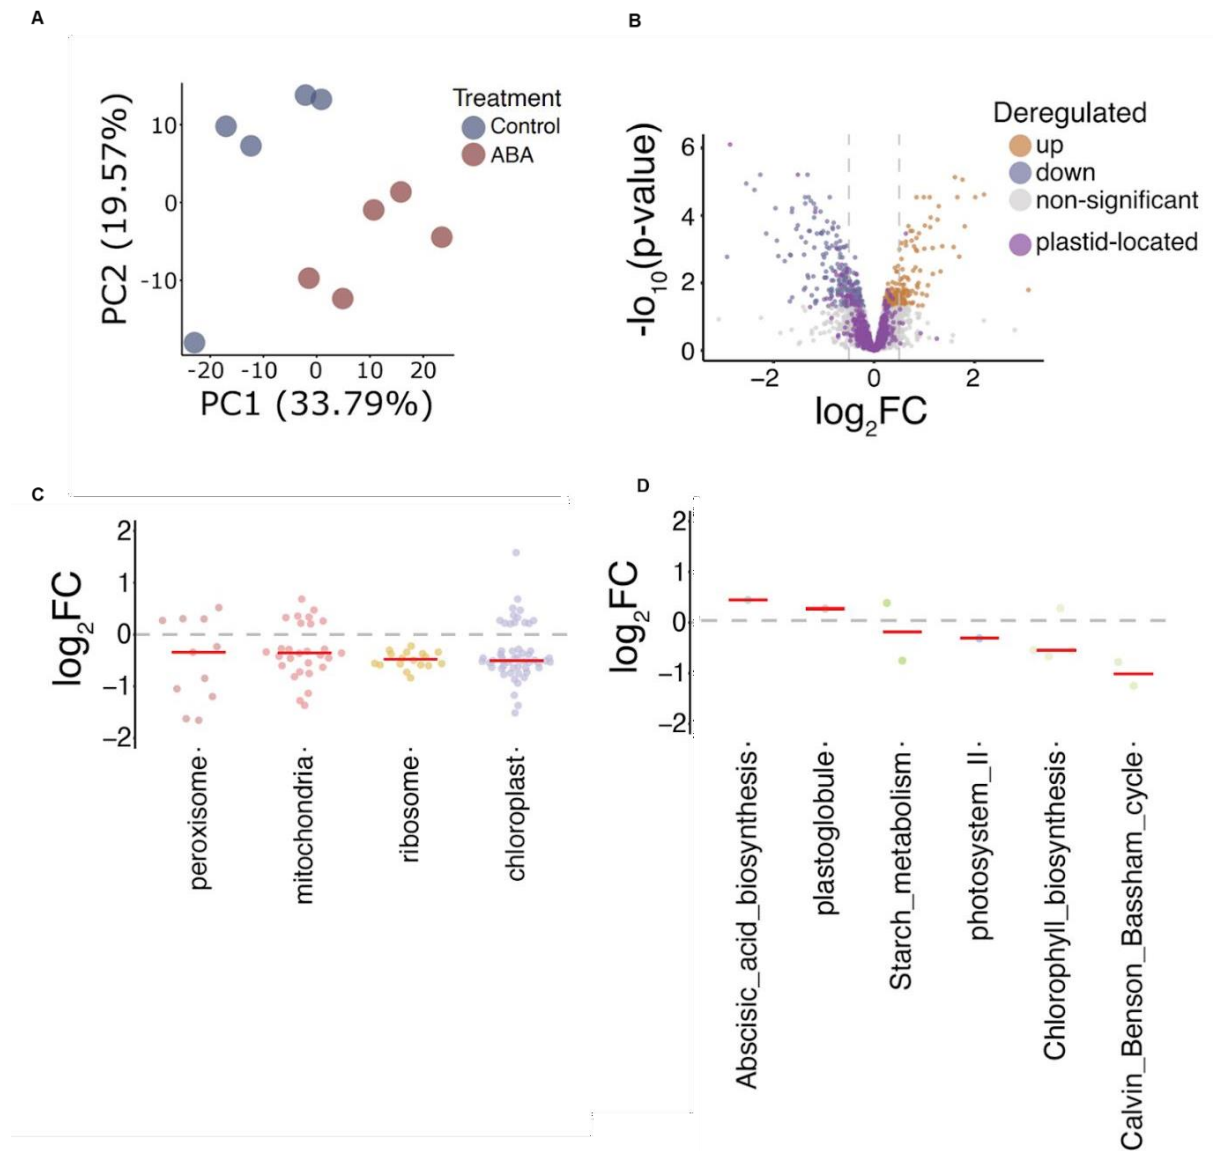 A
B
Treatment
Control
ABA
PC2 (19.57%)
10
0
-10
-20 -10 0 10 20
PC1 (33.79%)
Deregulated
up
down
non-significant
plastid-located
-lo10(p-value)
6
4
2
0
−2 0 2
log2FC
C
D
log2FC
2
1
0
−1
−2
peroxisome
mitochondria
ribosome
chloroplast
log2FC
2
1
0
−1
−2
Abscisic_acid_biosynthesis
plastoglobule
Starch_metabolism
photosystem_II
Chlorophyll_biosynthesis
Calvin_Benson_Bassham_cycle